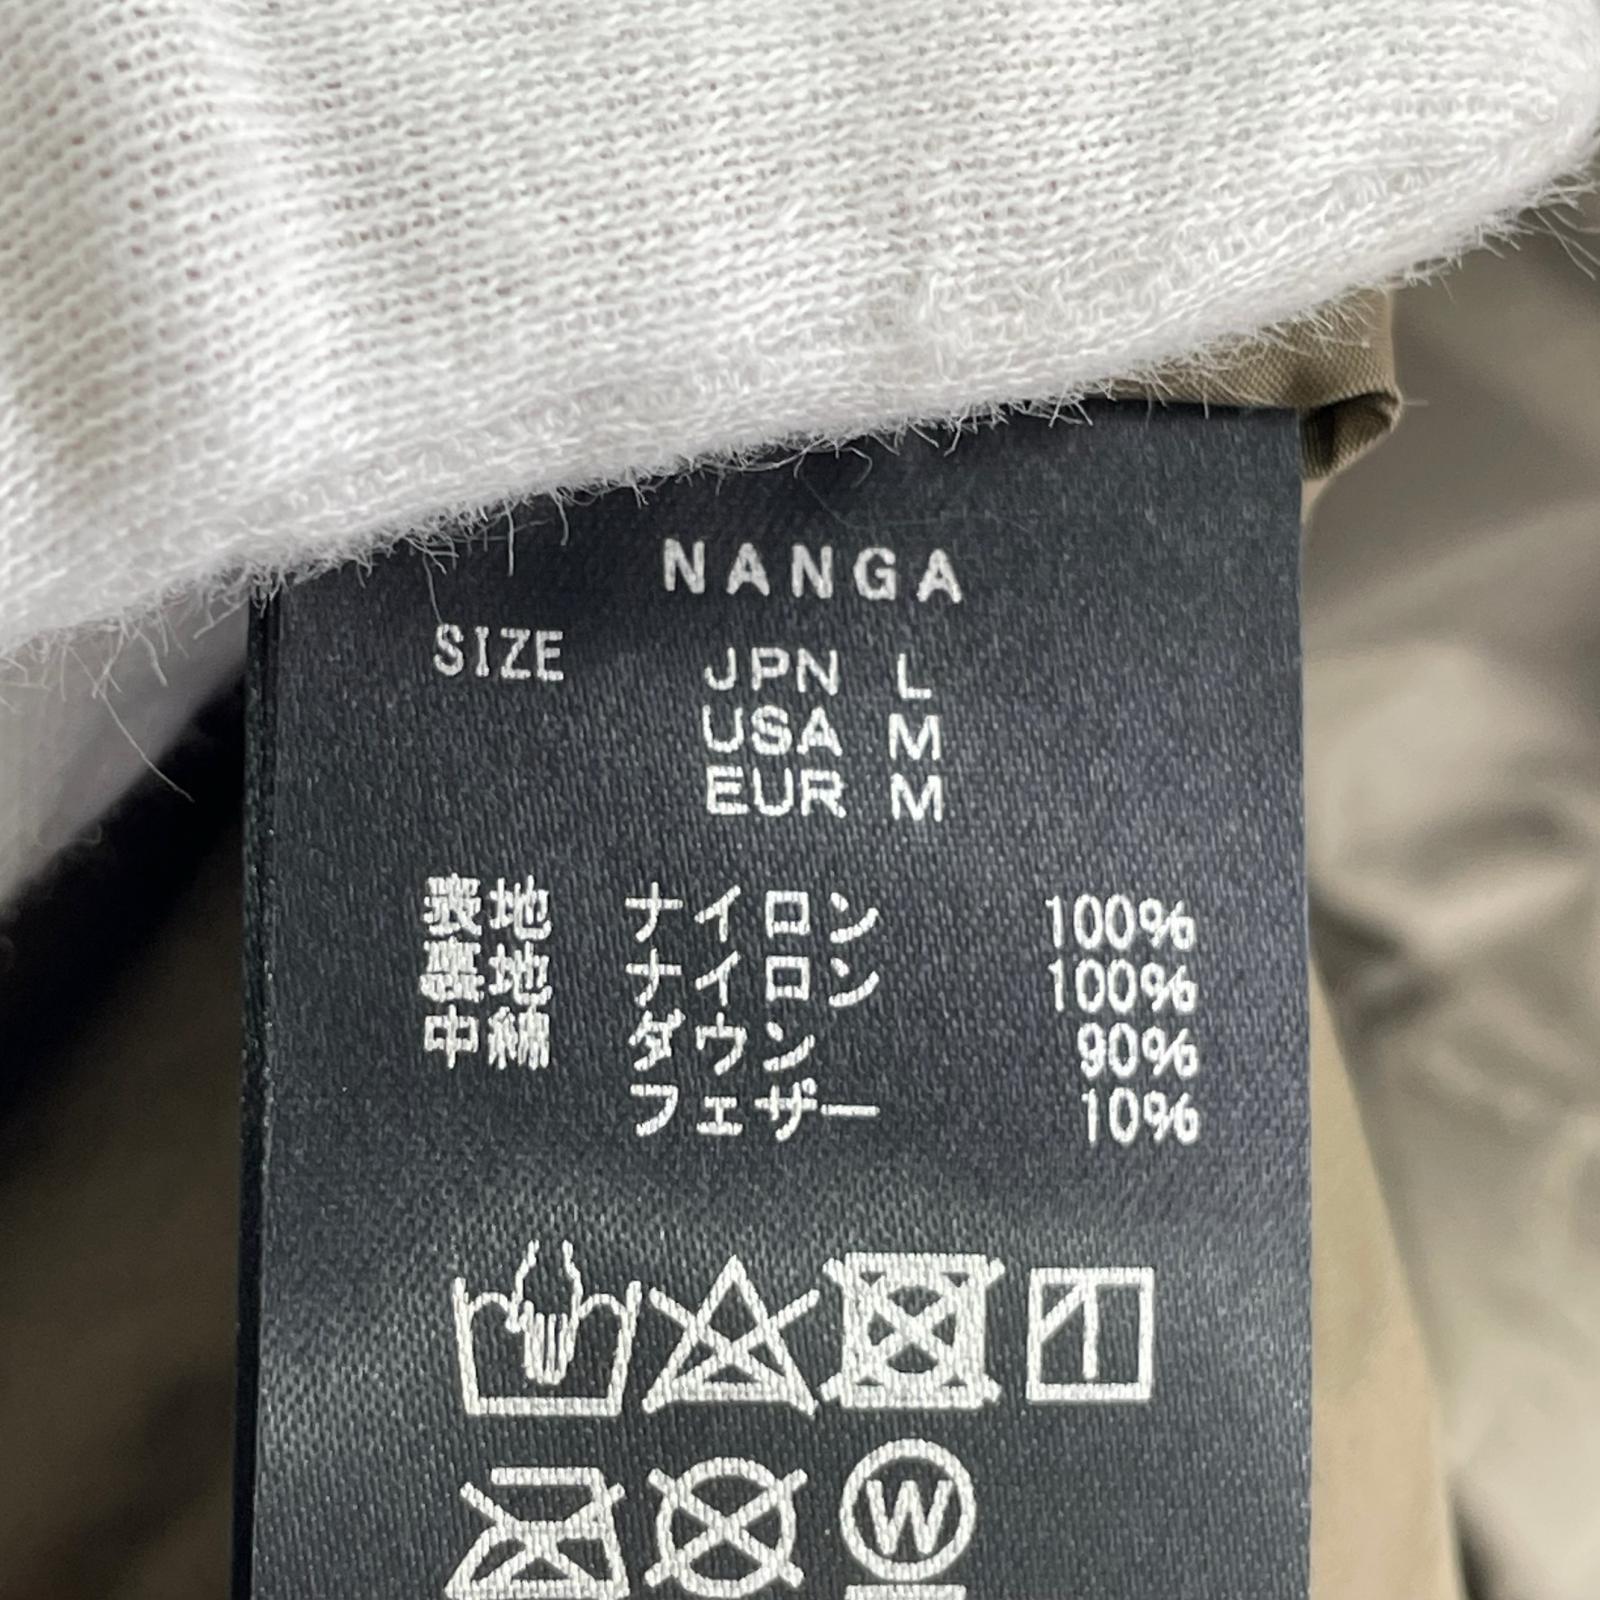 NANGA
SIZE JPN L
USA M
EUR M
表地 ナイロン 100%
裏地 ナイロン 100%
中綿 ダウン 90%
フェザー 10%
W